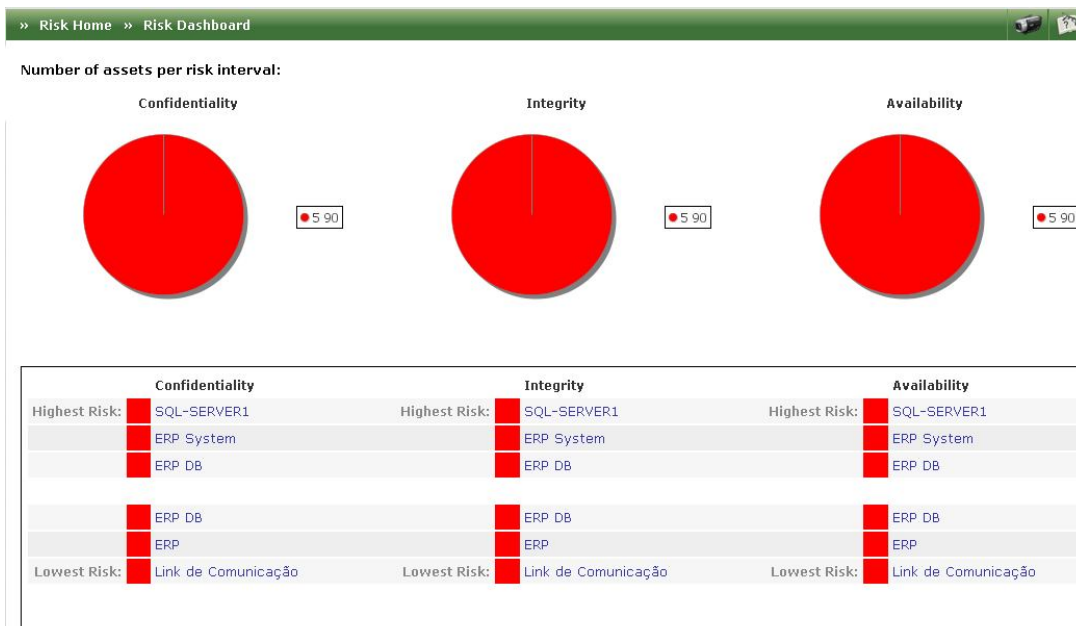 » Risk Home » Risk Dashboard
Number of assets per risk interval:
Confidentiality Integrity Availability
5 90 5 90 5 90
Confidentiality Integrity Availability
Highest Risk: SQL-SERVER1 Highest Risk: SQL-SERVER1 Highest Risk: SQL-SERVER1
ERP System ERP System ERP System
ERP DB ERP DB ERP DB
ERP DB ERP DB ERP DB
ERP ERP ERP
Lowest Risk: Link de Comunicação Lowest Risk: Link de Comunicação Lowest Risk: Link de Comunicação